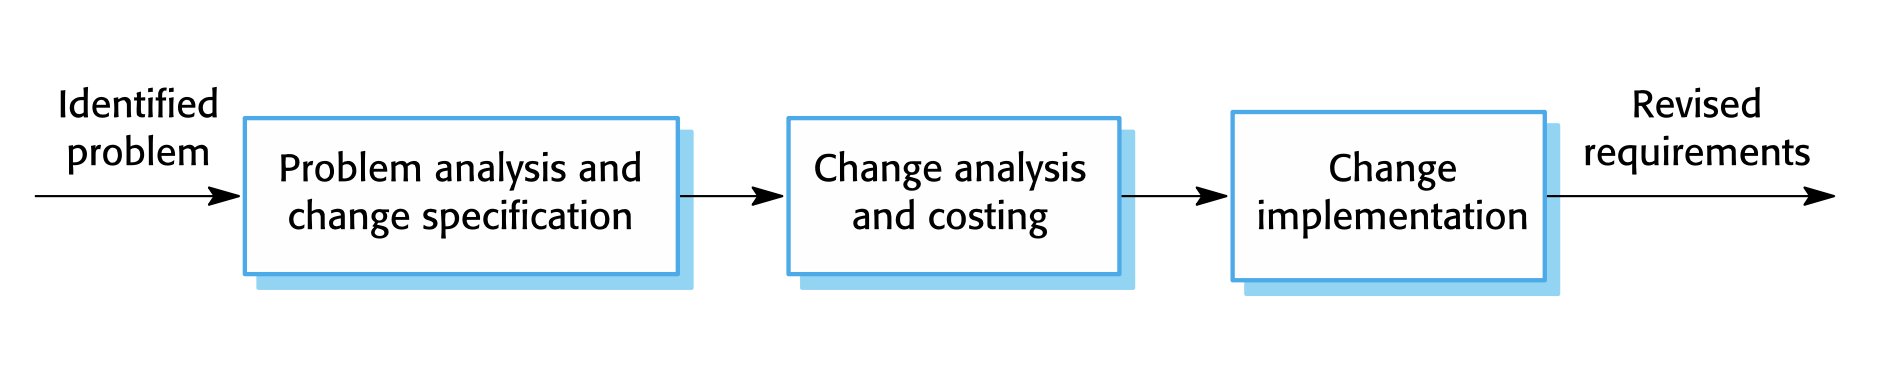 Identified
problem
Problem analysis and
change specification
Change analysis
and costing
Change
implementation
Revised
requirements